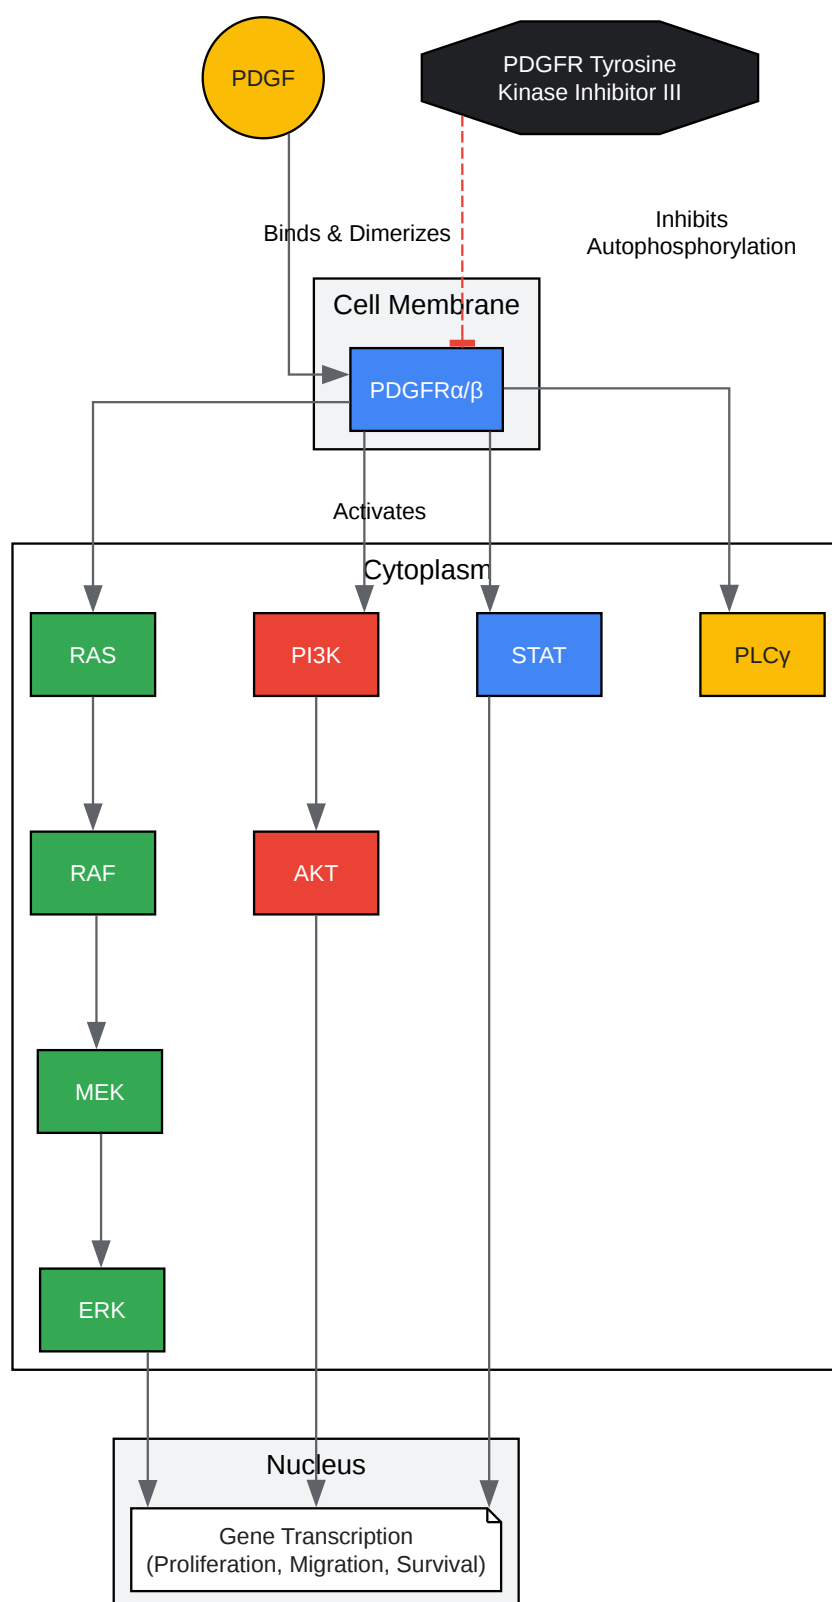 PDGF
PDGFR Tyrosine
Kinase Inhibitor III
Binds & Dimerizes
Inhibits
Autophosphorylation
Cell Membrane
PDGFRα/β
Activates
Cytoplasm
RAS
PI3K
STAT
PLCγ
RAF
AKT
MEK
ERK
Nucleus
Gene Transcription
(Proliferation, Migration, Survival)